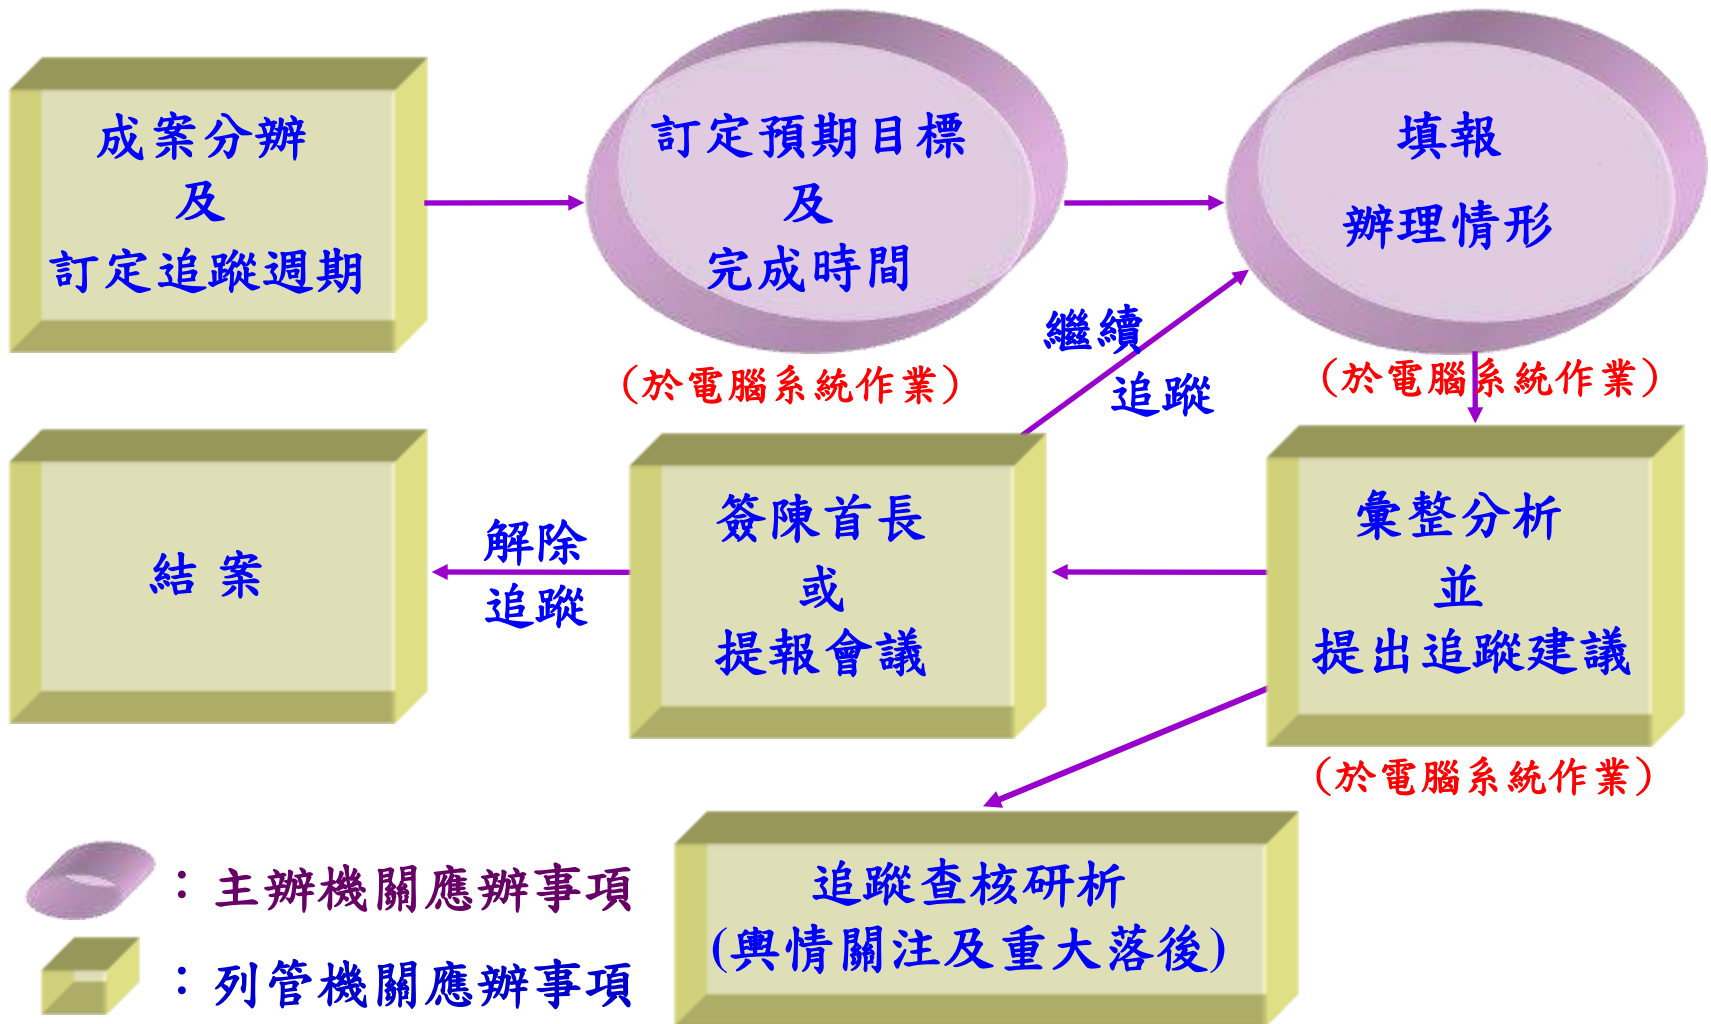 成案分辦
及
訂定追蹤週期
訂定預期目標
及
完成時間
(於電腦系統作業)
填報
辦理情形
(於電腦系統作業)
繼續
追蹤
彙整分析
並
提出追蹤建議
(於電腦系統作業)
簽陳首長
或
提報會議
解除
追蹤
結案
追蹤查核研析
(輿情關注及重大落後)
：主辦機關應辦事項
：列管機關應辦事項